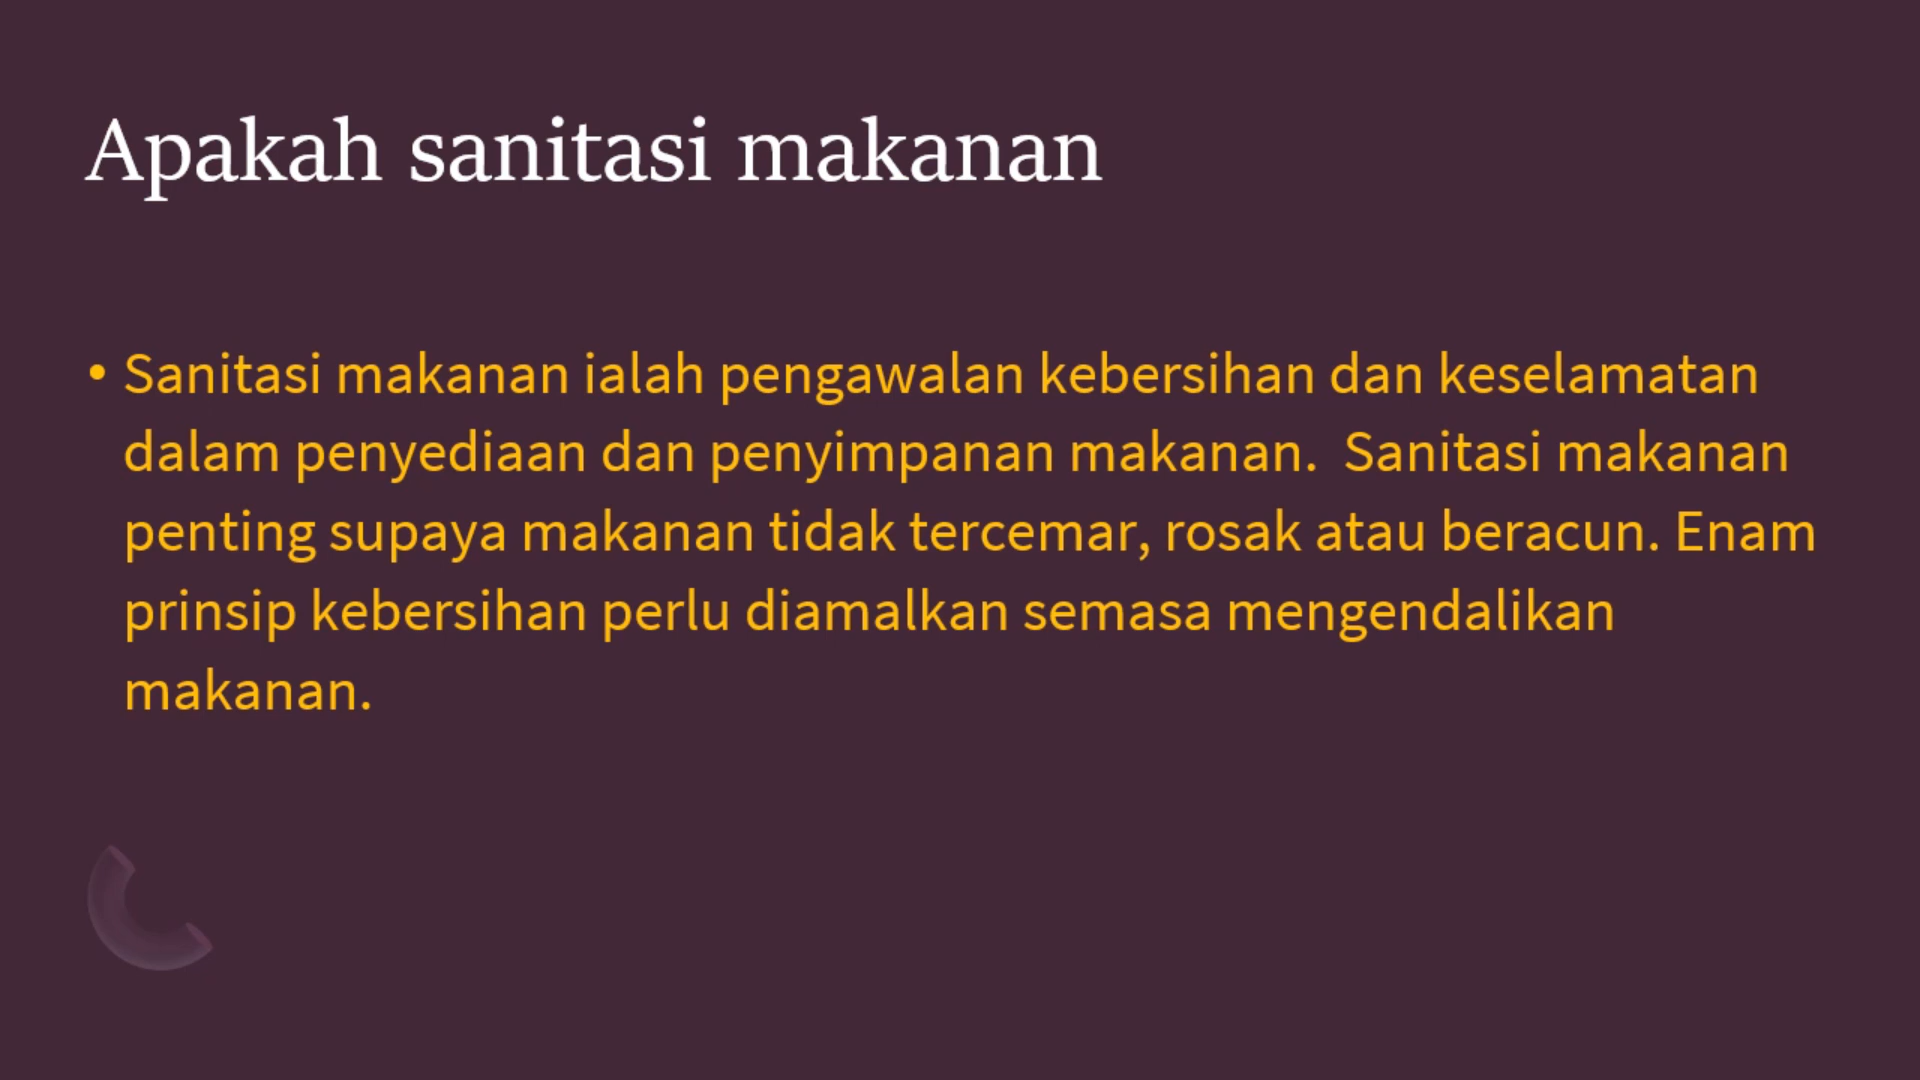 Apakah sanitasi makanan
• Sanitasi makanan ialah pengawalan kebersihan dan keselamatan
dalam penyediaan dan penyimpanan makanan.  Sanitasi makanan
penting supaya makanan tidak tercemar, rosak atau beracun. Enam
prinsip kebersihan perlu diamalkan semasa mengendalikan
makanan.